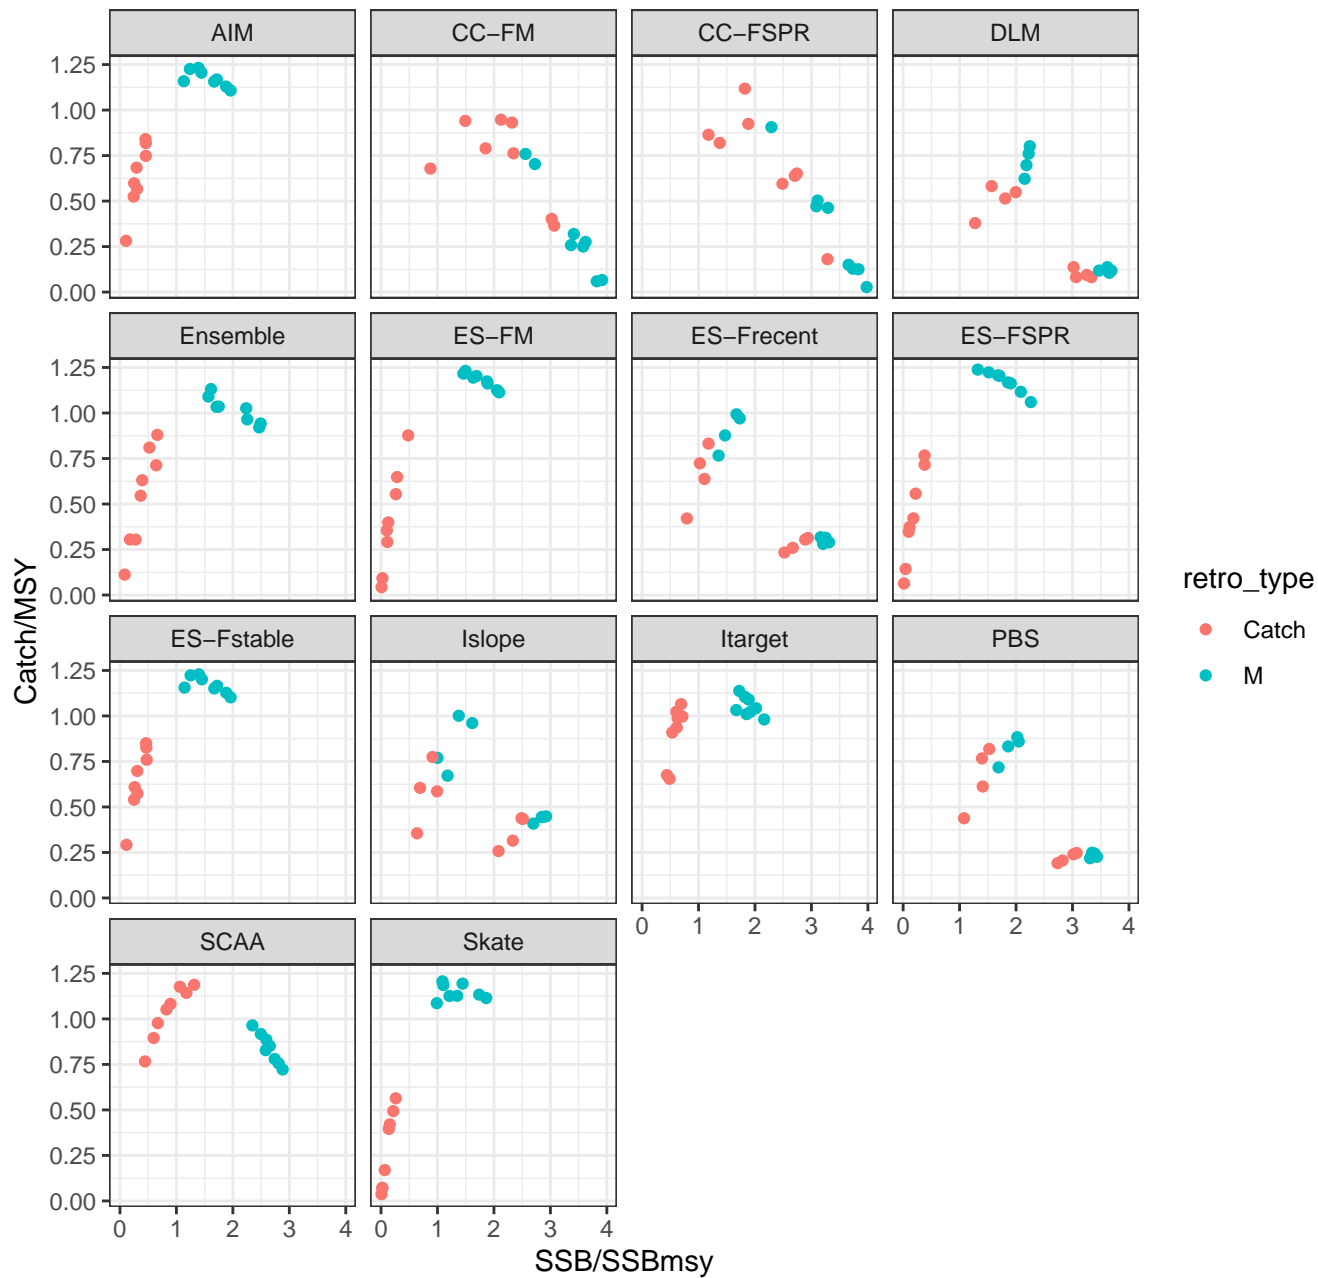 AIM CC−FM CC−FSPR DLM
1.25
1.00
0.75
0.50
0.25
0.00
Ensemble ES−FM ES−Frecent ES−FSPR
1.25
1.00
0.75
0.50
0.25
0.00
ES−Fstable Islope Itarget PBS
1.25
1.00
0.75
0.50
0.25
0.00
0 1 2 3 4 0 1 2 3 4
SCAA Skate
1.25
1.00
0.75
0.50
0.25
0.00
0 1 2 3 4 0 1 2 3 4
SSB/SSBmsy
Catch/MSY
retro_type
Catch
M